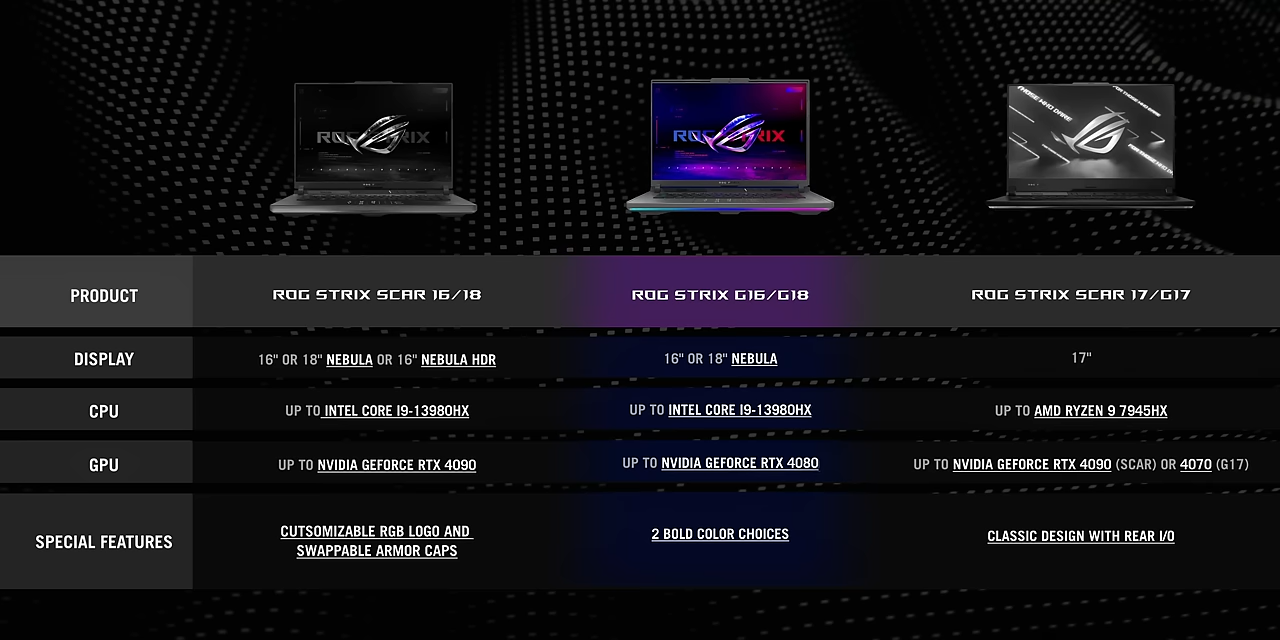 THOSE WHO DARE
PRODUCT
ROG STRIX SCAR 16/18
ROG STRIX G16/G18
ROG STRIX SCAR 17/G17
DISPLAY
16" OR 18" NEBULA OR 16" NEBULA HDR
16" OR 18" NEBULA
17"
CPU
UP TO INTEL CORE I9-13980HX
UP TO INTEL CORE I9-13980HX
UP TO AMD RYZEN 9 7945HX
GPU
UP TO NVIDIA GEFORCE RTX 4090
UP TO NVIDIA GEFORCE RTX 4080
UP TO NVIDIA GEFORCE RTX 4090 (SCAR) OR 4070 (G17)
SPECIAL FEATURES
CUTSOMIZABLE RGB LOGO AND
SWAPPABLE ARMOR CAPS
2 BOLD COLOR CHOICES
CLASSIC DESIGN WITH REAR I/O